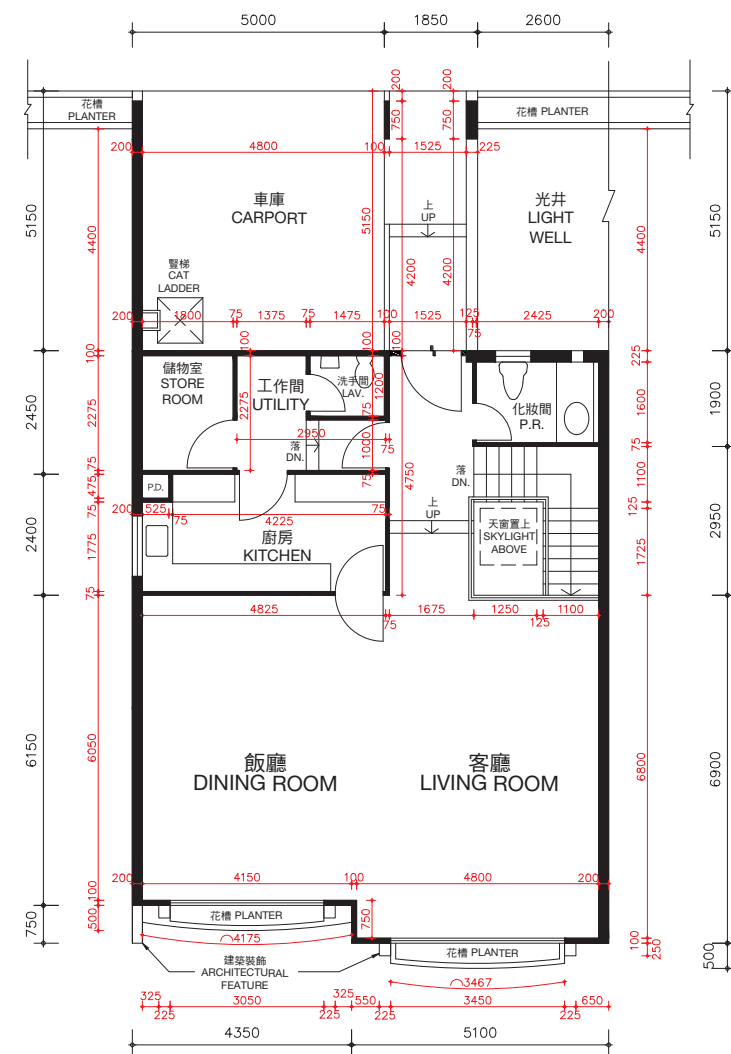 5000
1850
2600
花槽
PLANTER
花槽 PLANTER
200
200
750
750
200
4800
100
1525
225
車庫
CARPORT
上
UP
光井
LIGHT
WELL
5150
4400
5150
4200
4200
4400
5150
豎梯
CAT
LADDER
200
1800
75
1375
75
1475
100
1525
125
75
2425
200
100
100
100
225
儲物室
STORE
ROOM
工作間
UTILITY
洗手間
LAV.
1200
化妝間
P.R.
2450
2275
2275
1600
1900
75
2950
落
DN.
1000
75
75
75
75
4750
落
DN.
475
P.D.
1100
75
200
525
75
4225
75
上
UP
125
天窗置上
SKYLIGHT
ABOVE
廚房
KITCHEN
2400
1775
1725
2950
75
4825
75
1675
1250
125
1100
飯廳
DINING ROOM
客廳
LIVING ROOM
6150
6050
6800
6900
200
4150
100
4800
200
100
750
500
750
花槽 PLANTER
4175
花槽 PLANTER
100
250
500
建築裝飾
ARCHITECTURAL
FEATURE
3467
325
225
3050
325
225
550
225
3450
225
650
4350
5100